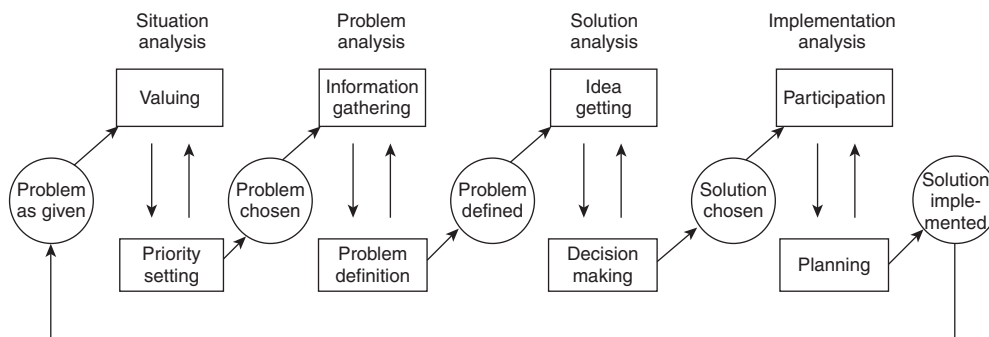 Situation
analysis
Problem
analysis
Solution
analysis
Implementation
analysis
Valuing
Information
gathering
Idea
getting
Participation
Problem
as given
Problem
chosen
Problem
defined
Solution
chosen
Solution
imple-
mented
Priority
setting
Problem
definition
Decision
making
Planning